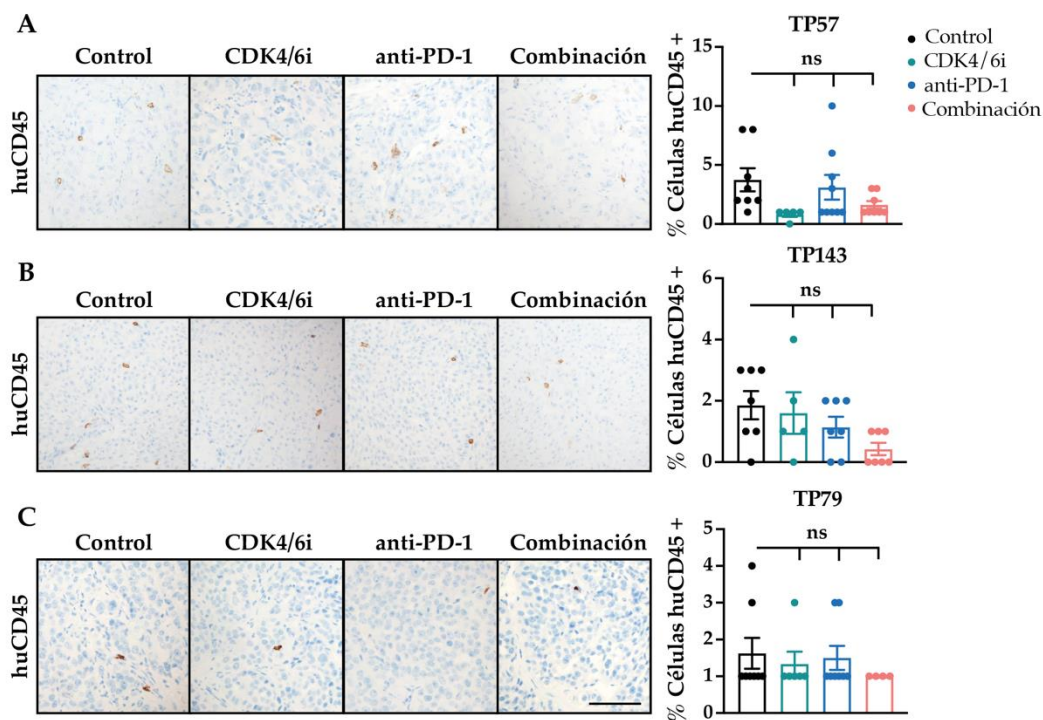 A
Control CDK4/6i anti-PD-1 Combinación
huCD45
TP57
% Células huCD45 +
15
10
5
0
ns
Control
CDK4/6i
anti-PD-1
Combinación
B
Control CDK4/6i anti-PD-1 Combinación
huCD45
TP143
% Células huCD45 +
6
4
2
0
ns
C
Control CDK4/6i anti-PD-1 Combinación
huCD45
TP79
% Células huCD45 +
5
4
3
2
1
0
ns